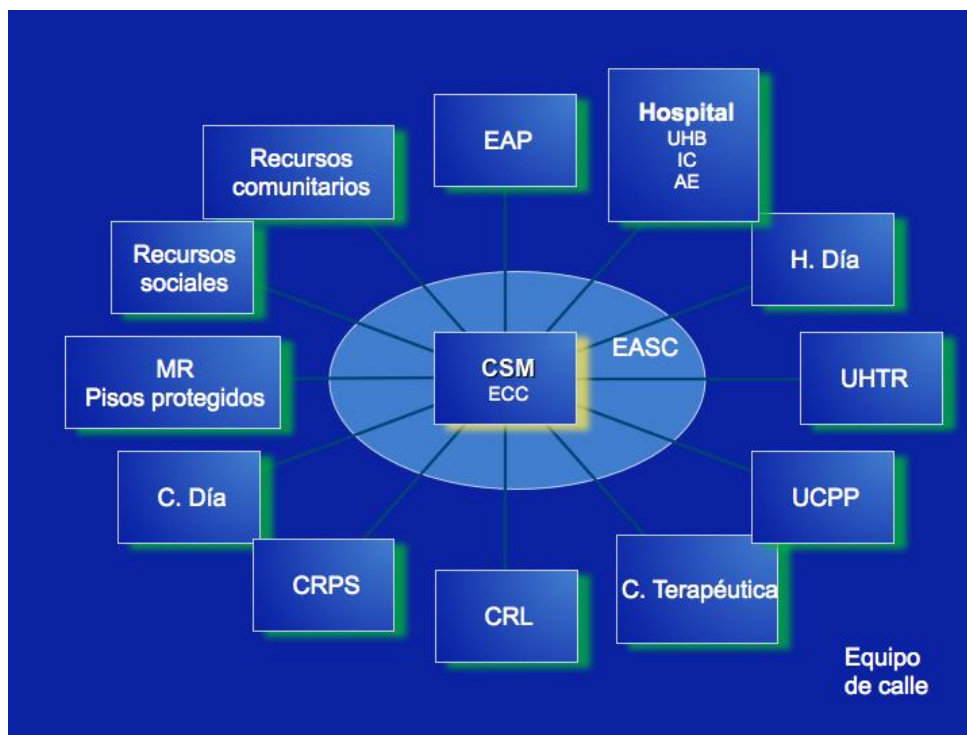 Hospital
UHB
IC
AE
EAP
Recursos
comunitarios
Recursos
sociales
H. Día
EASC
CSM
ECC
MR
Pisos protegidos
UHTR
C. Día
UCPP
CRPS
CRL
C. Terapéutica
Equipo
de calle